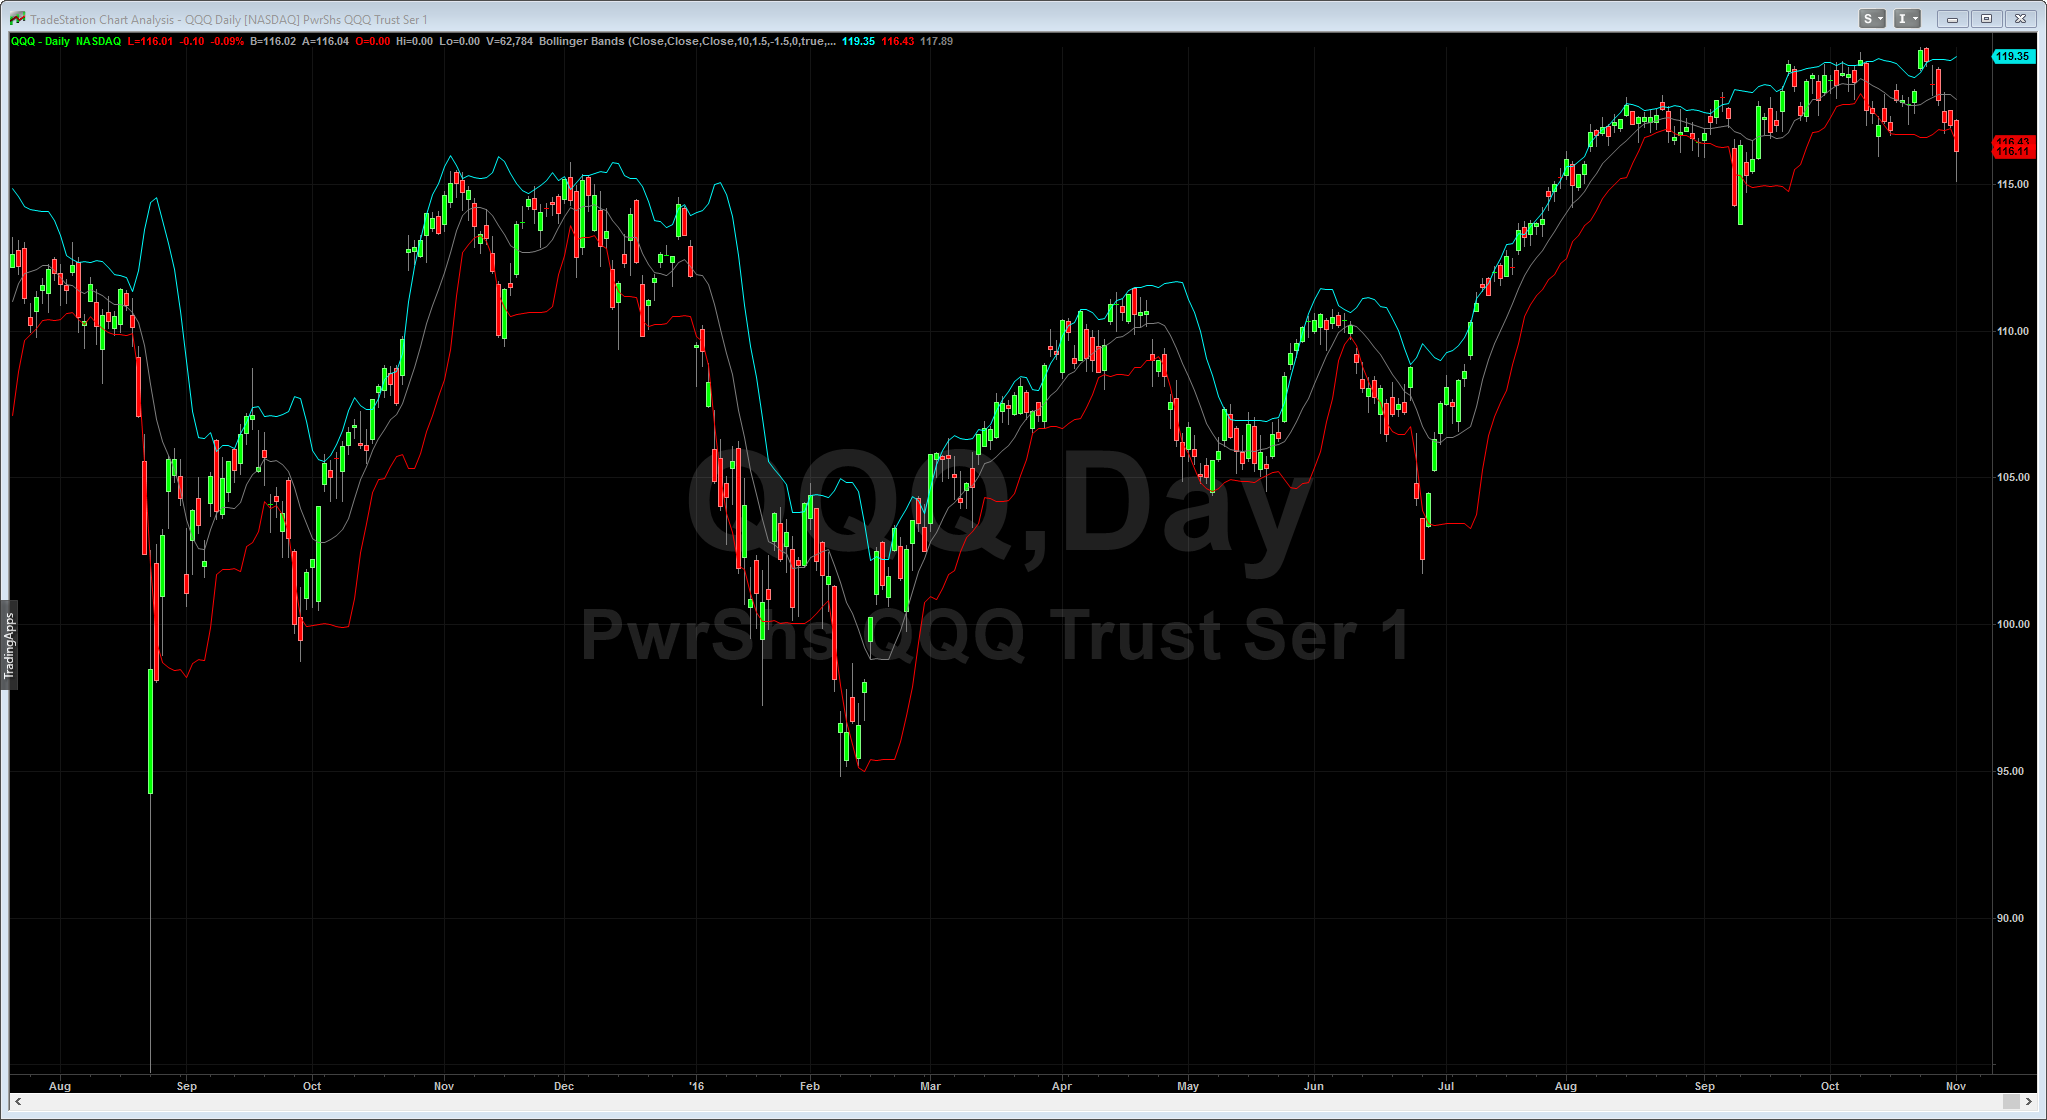 TradeStation Chart Analysis - QQQ Daily [NASDAQ] PwrShs QQQ Trust Ser 1
S I
QQQ - Daily NASDAQ L=116.01 -0.10 -0.09% B=116.02 A=116.04 O=0.00 Hi=0.00 Lo=0.00 V=62,784 Bollinger Bands (Close,Close,Close,10,1.5,-1.5,0,true,... 119.35 116.43 117.89
119.35
116.43
116.11
115.00
110.00
105.00
100.00
95.00
90.00
QQQ,Day
PwrShs QQQ Trust Ser 1
TradingApps
Aug Sep Oct Nov Dec '16 Feb Mar Apr May Jun Jul Aug Sep Oct Nov